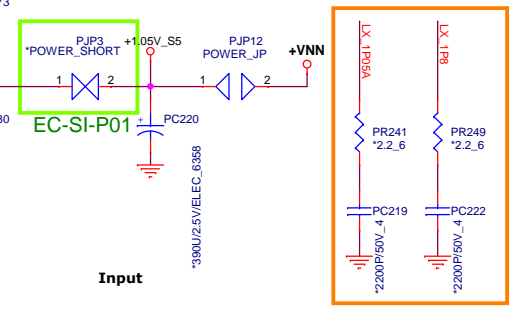 PJP3
*POWER_SHORT
+1.05V_S5
PJP12
POWER_JP
+VNN
1
2
1
2
EC-SI-P01
+
PC220
*390U/2.5V/ELEC_6358
Input
LX_1P05A
LX_1P8
PR241
*2.2_6
PR249
*2.2_6
PC219
*2200P/50V_4
PC222
*2200P/50V_4